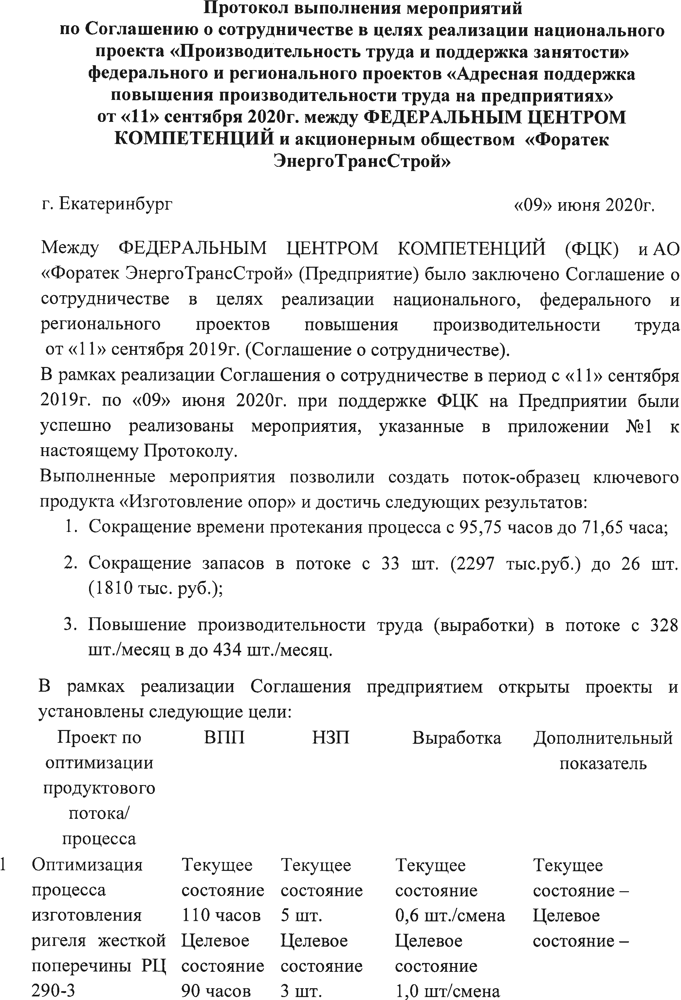 Протокол выполнения мероприятий
по Соглашению о сотрудничестве в целях реализации национального
проекта «Производительность труда и поддержка занятости»
федерального и регионального проектов «Адресная поддержка
повышения производительности труда на предприятиях»
от «11» сентября 2020г. между ФЕДЕРАЛЬНЫМ ЦЕНТРОМ
КОМПЕТЕНЦИЙ и акционерным обществом «Форатек
ЭнергоТрансСтрой»
г. Екатеринбург «09» июня 2020г.
Между ФЕДЕРАЛЬНЫМ ЦЕНТРОМ КОМПЕТЕНЦИЙ (ФЦК) и АО
«Форатек ЭнергоТрансСтрой» (Предприятие) было заключено Соглашение о
сотрудничестве в целях реализации национального, федерального и
регионального проектов повышения производительности труда
от «11» сентября 2019г. (Соглашение о сотрудничестве).
В рамках реализации Соглашения о сотрудничестве в период с «11» сентября
2019г. по «09» июня 2020г. при поддержке ФЦК на Предприятии были
успешно реализованы мероприятия, указанные в приложении №1 к
настоящему Протоколу.
Выполненные мероприятия позволили создать поток-образец ключевого
продукта «Изготовление опор» и достичь следующих результатов:
1. Сокращение времени протекания процесса с 95,75 часов до 71,65 часа;
2. Сокращение запасов в потоке с 33 шт. (2297 тыс.руб.) до 26 шт.
(1810 тыс. руб.);
3. Повышение производительности труда (выработки) в потоке с 328
шт./месяц в до 434 шт./месяц.
В рамках реализации Соглашения предприятием открыты проекты и
установлены следующие цели:
Проект по ВПП НЗП Выработка Дополнительный
оптимизации показатель
продуктового
потока/
процесса
1 Оптимизация Текущее Текущее Текущее Текущее
процесса состояние состояние состояние состояние –
изготовления 110 часов 5 шт. 0,6 шт./смена Целевое
ригеля жесткой Целевое Целевое Целевое состояние –
поперечины РЦ состояние состояние состояние
290-3 90 часов 3 шт. 1,0 шт/смена